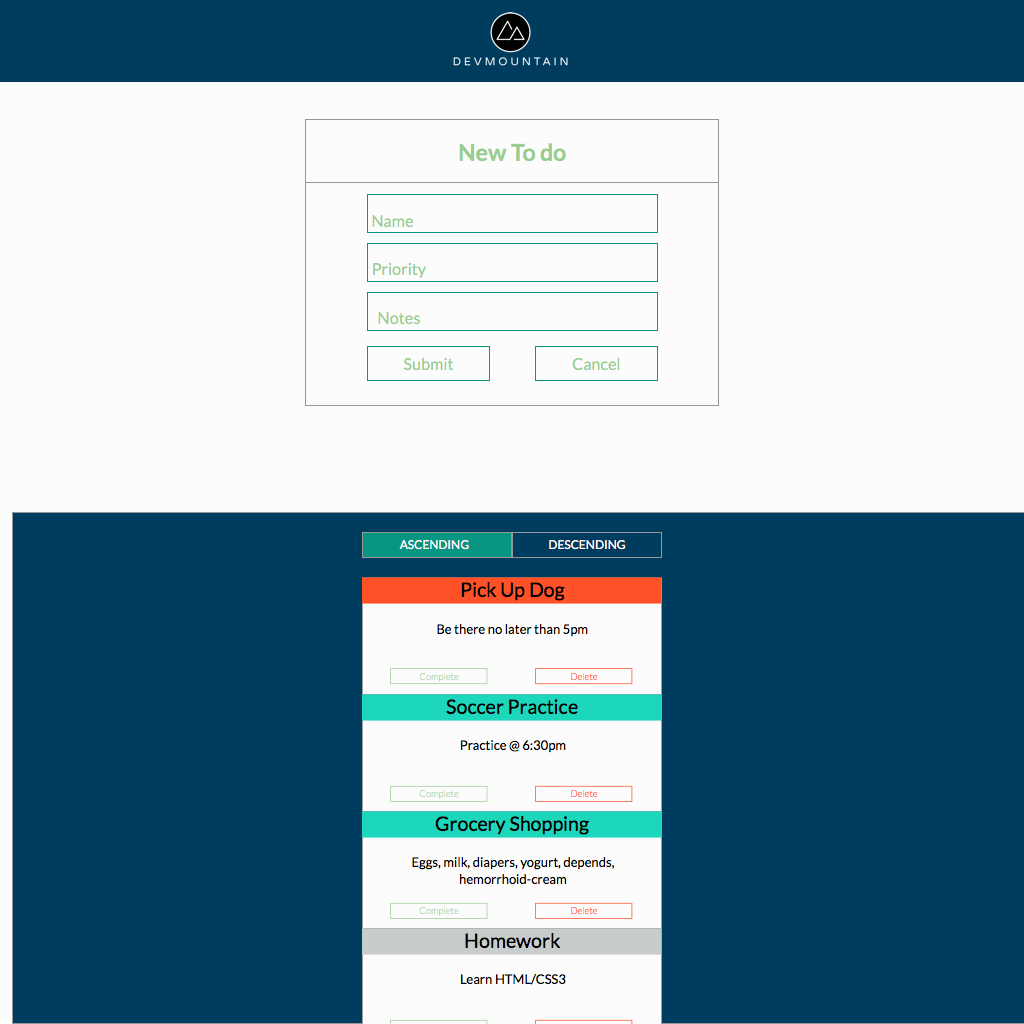 DEVMOUNTAIN
New To do
Name
Priority
Notes
Submit Cancel
ASCENDING DESCENDING
Pick Up Dog
Be there no later than 5pm
Complete Delete
Soccer Practice
Practice @ 6:30pm
Complete Delete
Grocery Shopping
Eggs, milk, diapers, yogurt, depends,
hemorrhoid-cream
Complete Delete
Homework
Learn HTML/CSS3